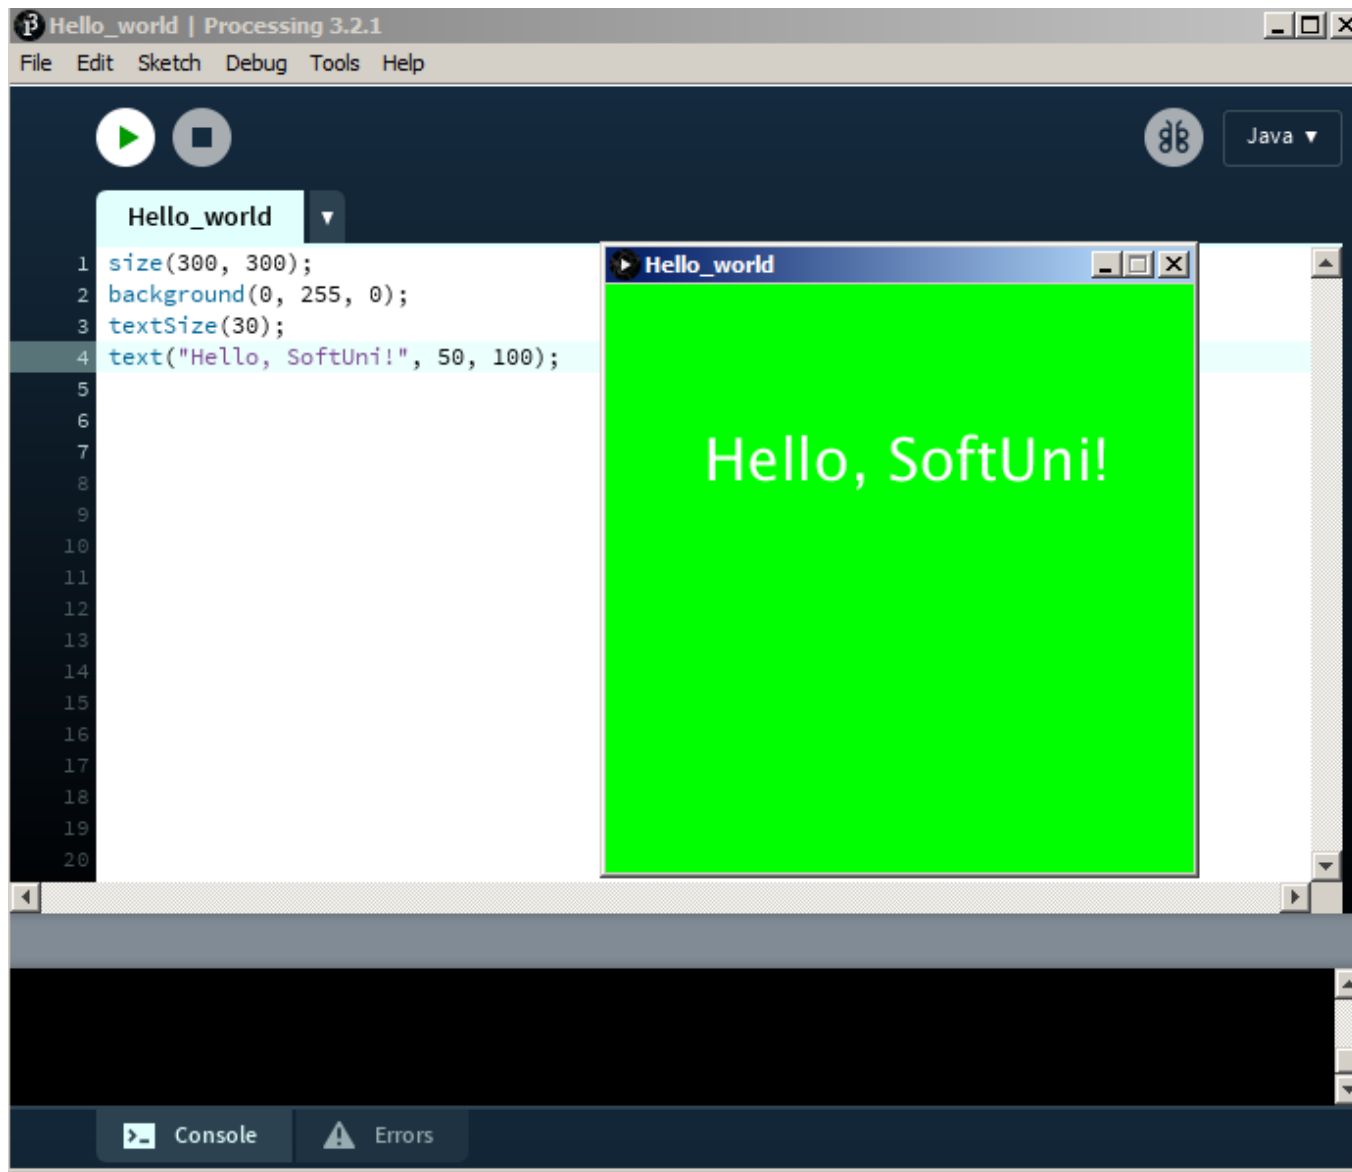 Hello_world | Processing 3.2.1
File Edit Sketch Debug Tools Help
Java
Hello_world
1 size(300, 300);
2 background(0, 255, 0);
3 textSize(30);
4 text("Hello, SoftUni!", 50, 100);
5
6
7
8
9
10
11
12
13
14
15
16
17
18
19
20
Hello_world
Hello, SoftUni!
Console Errors